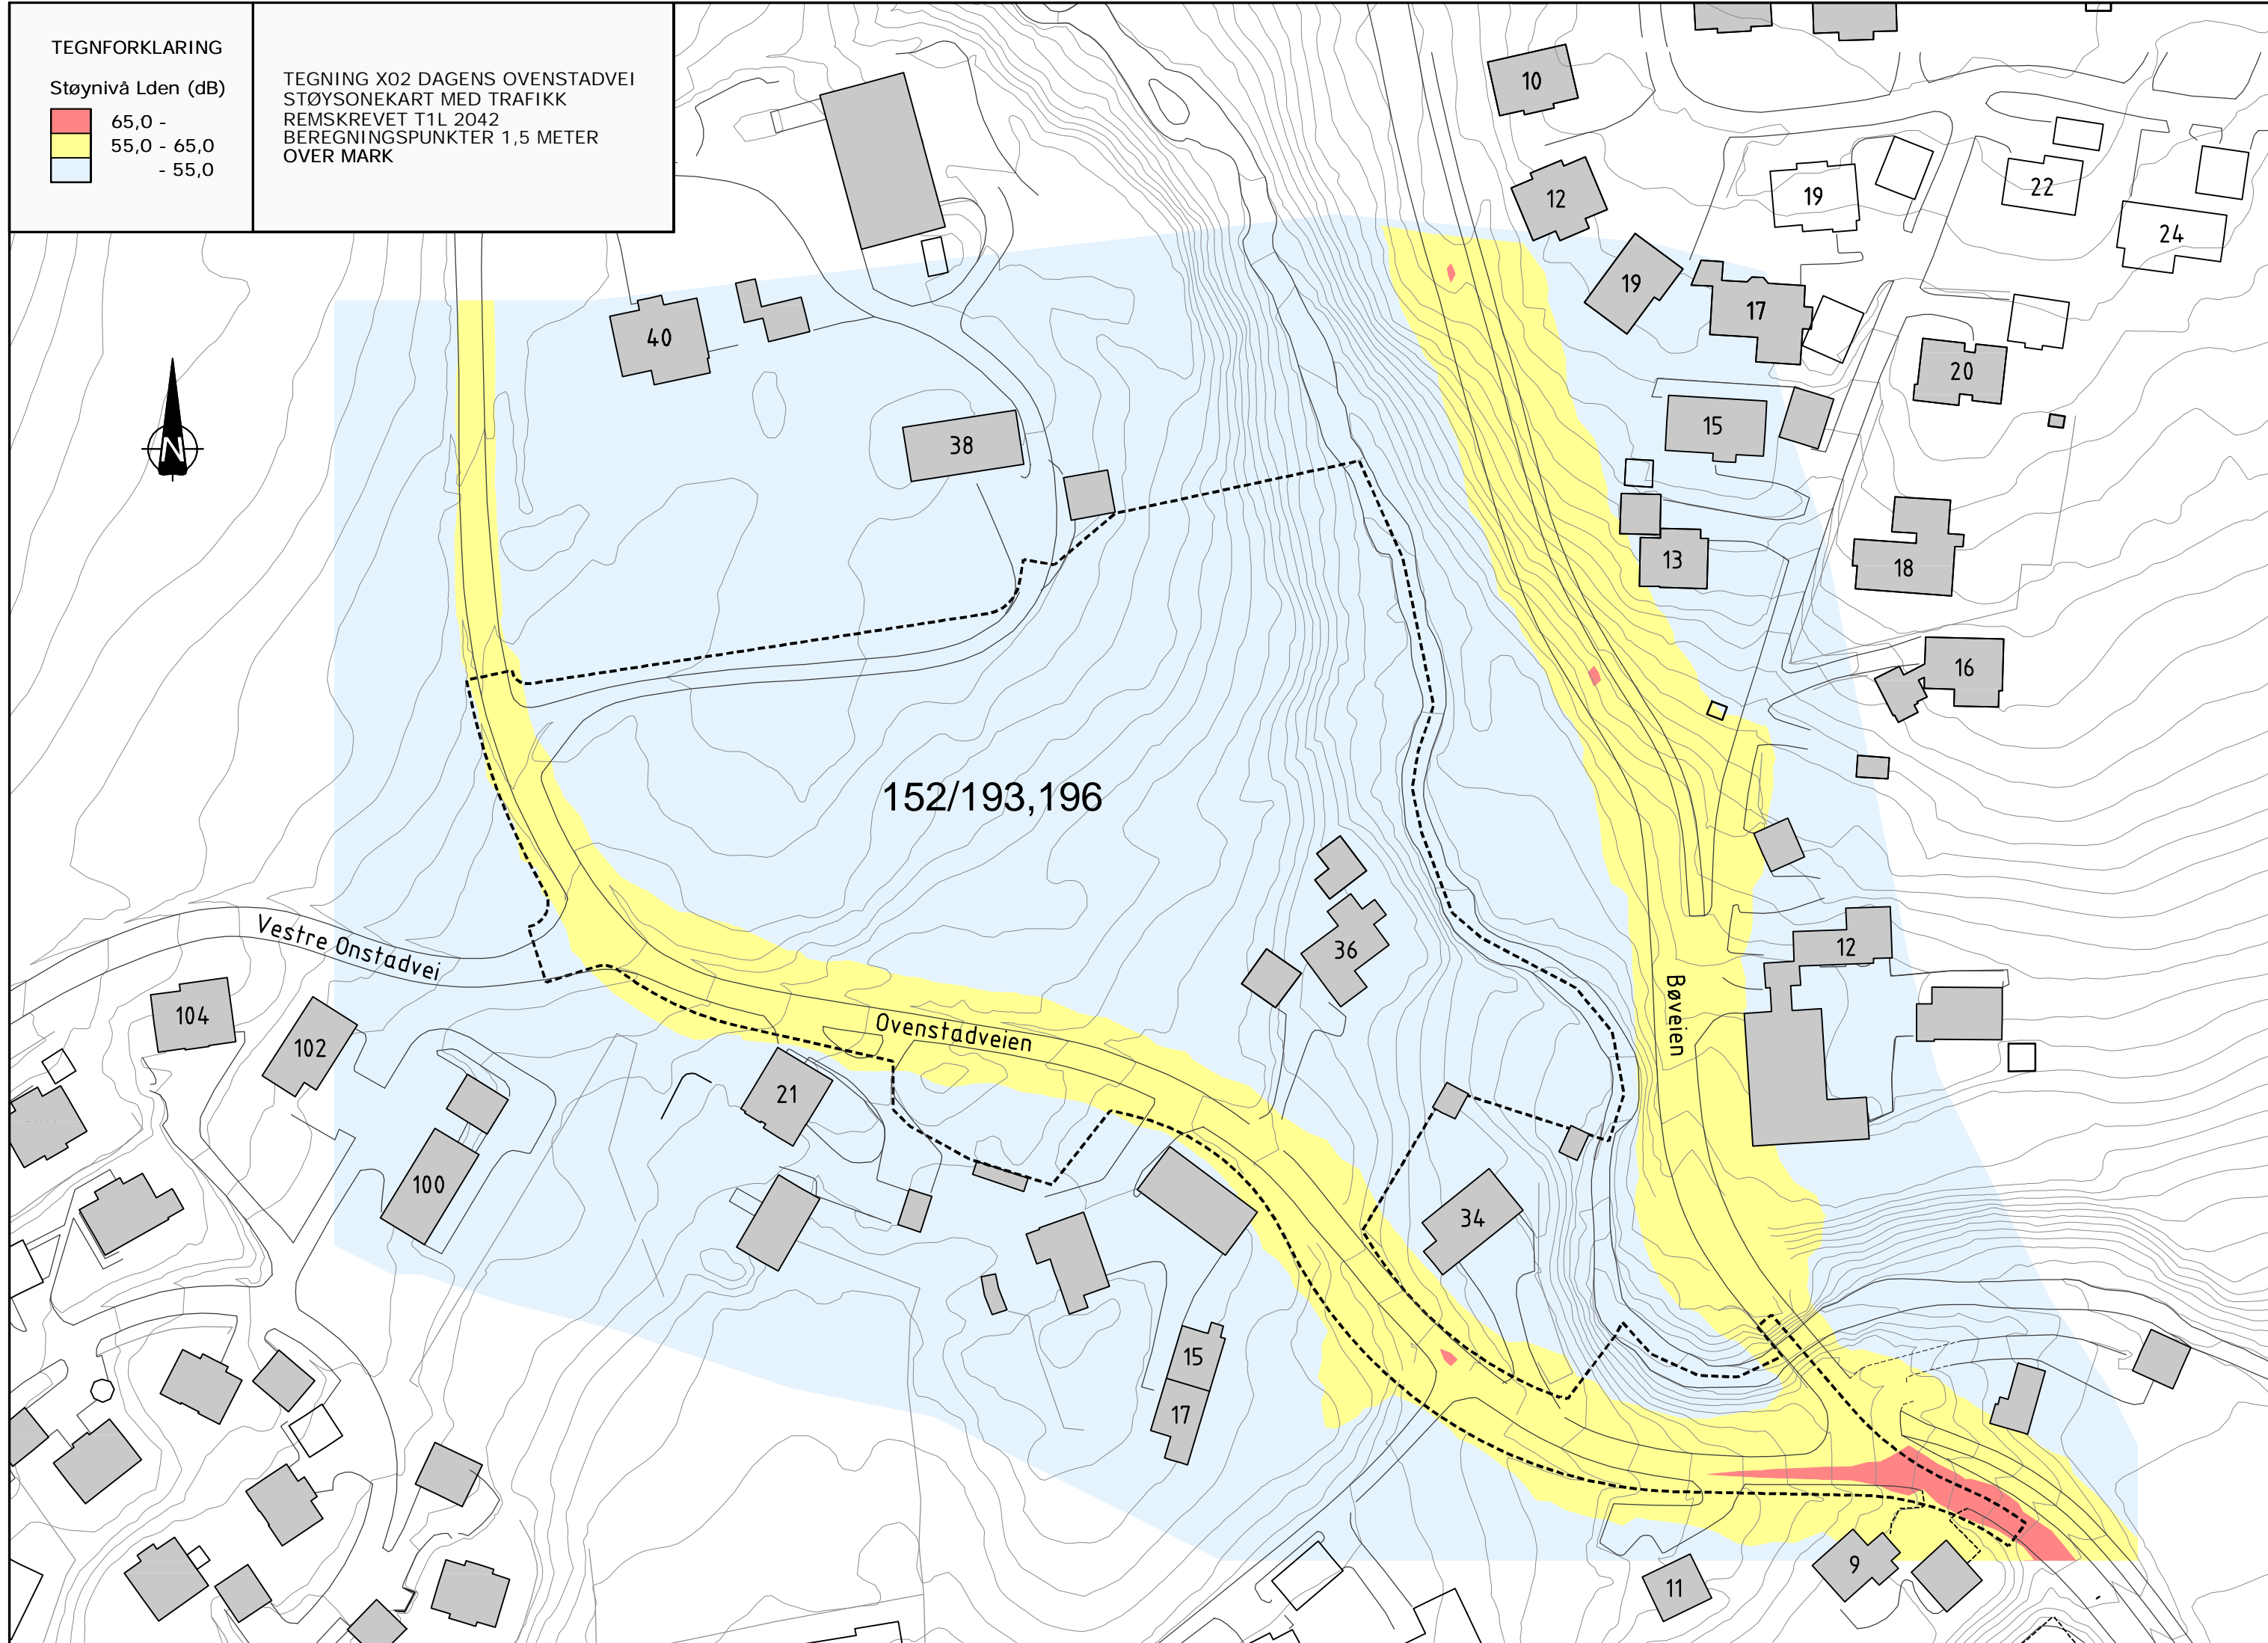 TEGNFORKLARING
Støynivå Lden (dB)
65,0 -
55,0 - 65,0
- 55,0
TEGNING X02 DAGENS OVENSTADVEI
STØYSONEKART MED TRAFIKK
REMSKREVET T1L 2042
BEREGNINGSPUNKTER 1,5 METER
OVER MARK
10
12
19
22
24
19
17
40
20
15
38
N
13
18
16
152/193,196
Vestre Onstadvei
36
12
104
Bøveien
Ovenstadveien
102
21
100
34
15
17
9
11